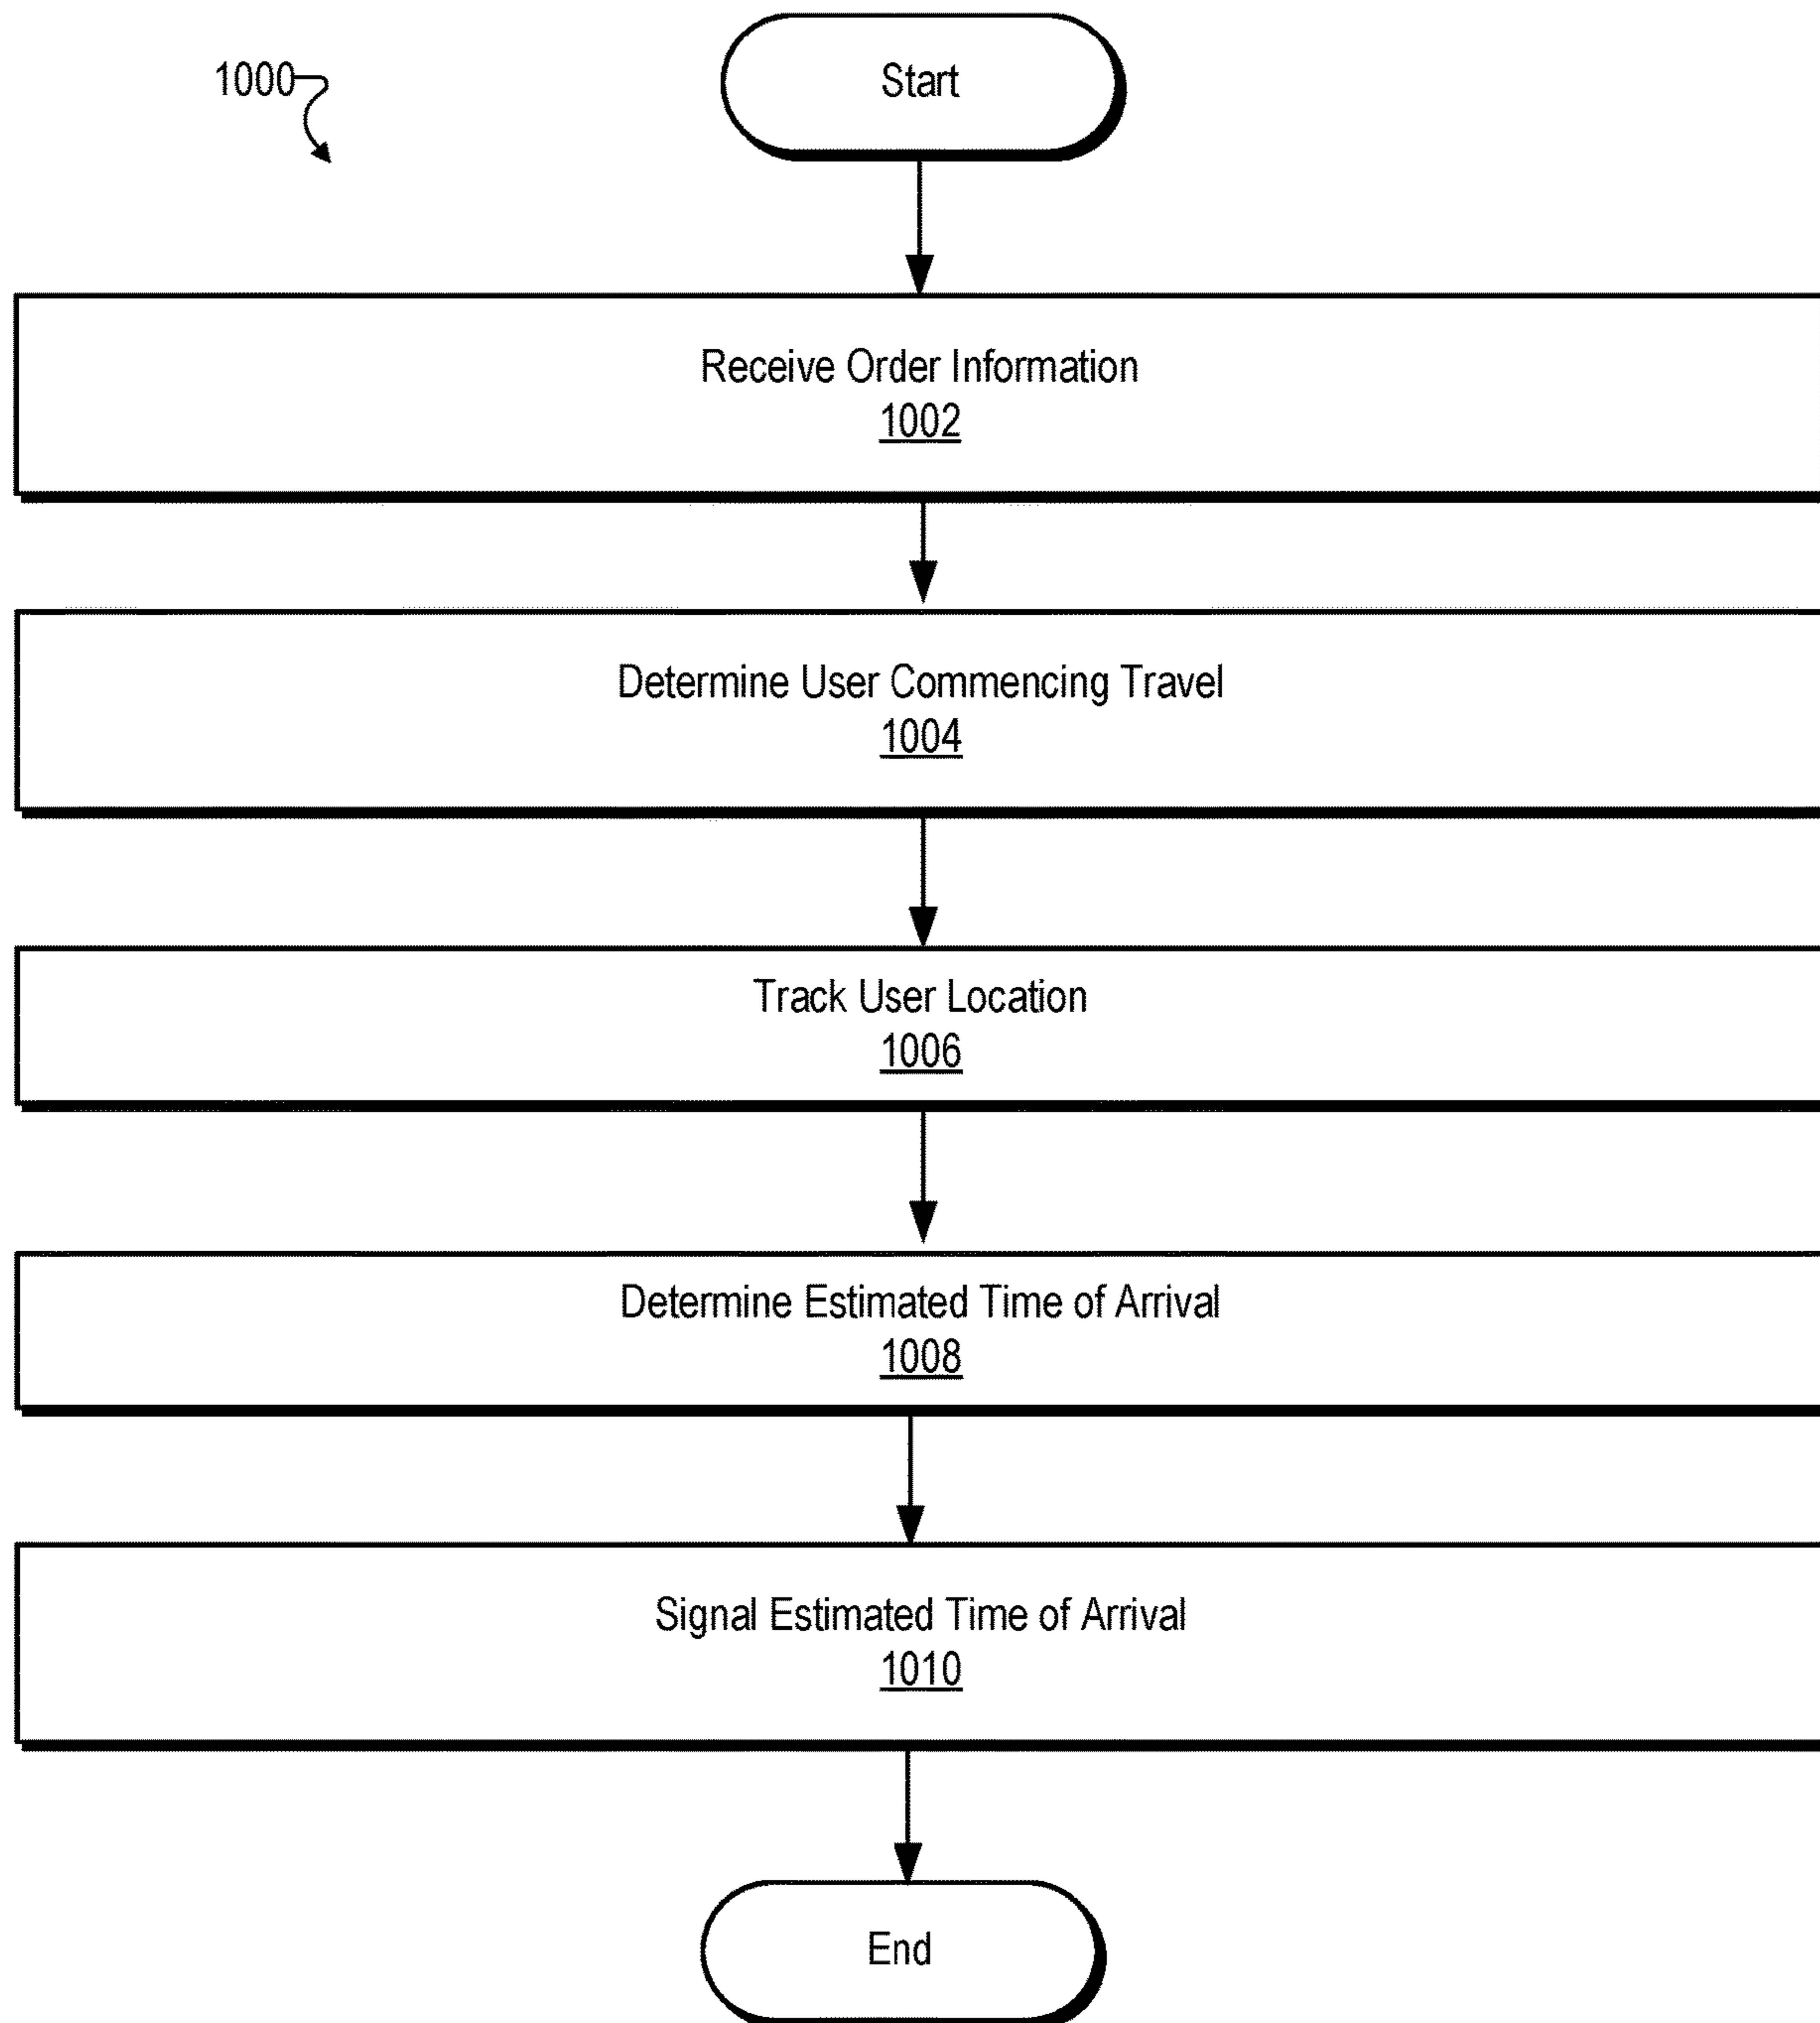 1000
Start
Receive Order Information
1002
Determine User Commencing Travel
1004
Track User Location
1006
Determine Estimated Time of Arrival
1008
Signal Estimated Time of Arrival
1010
End